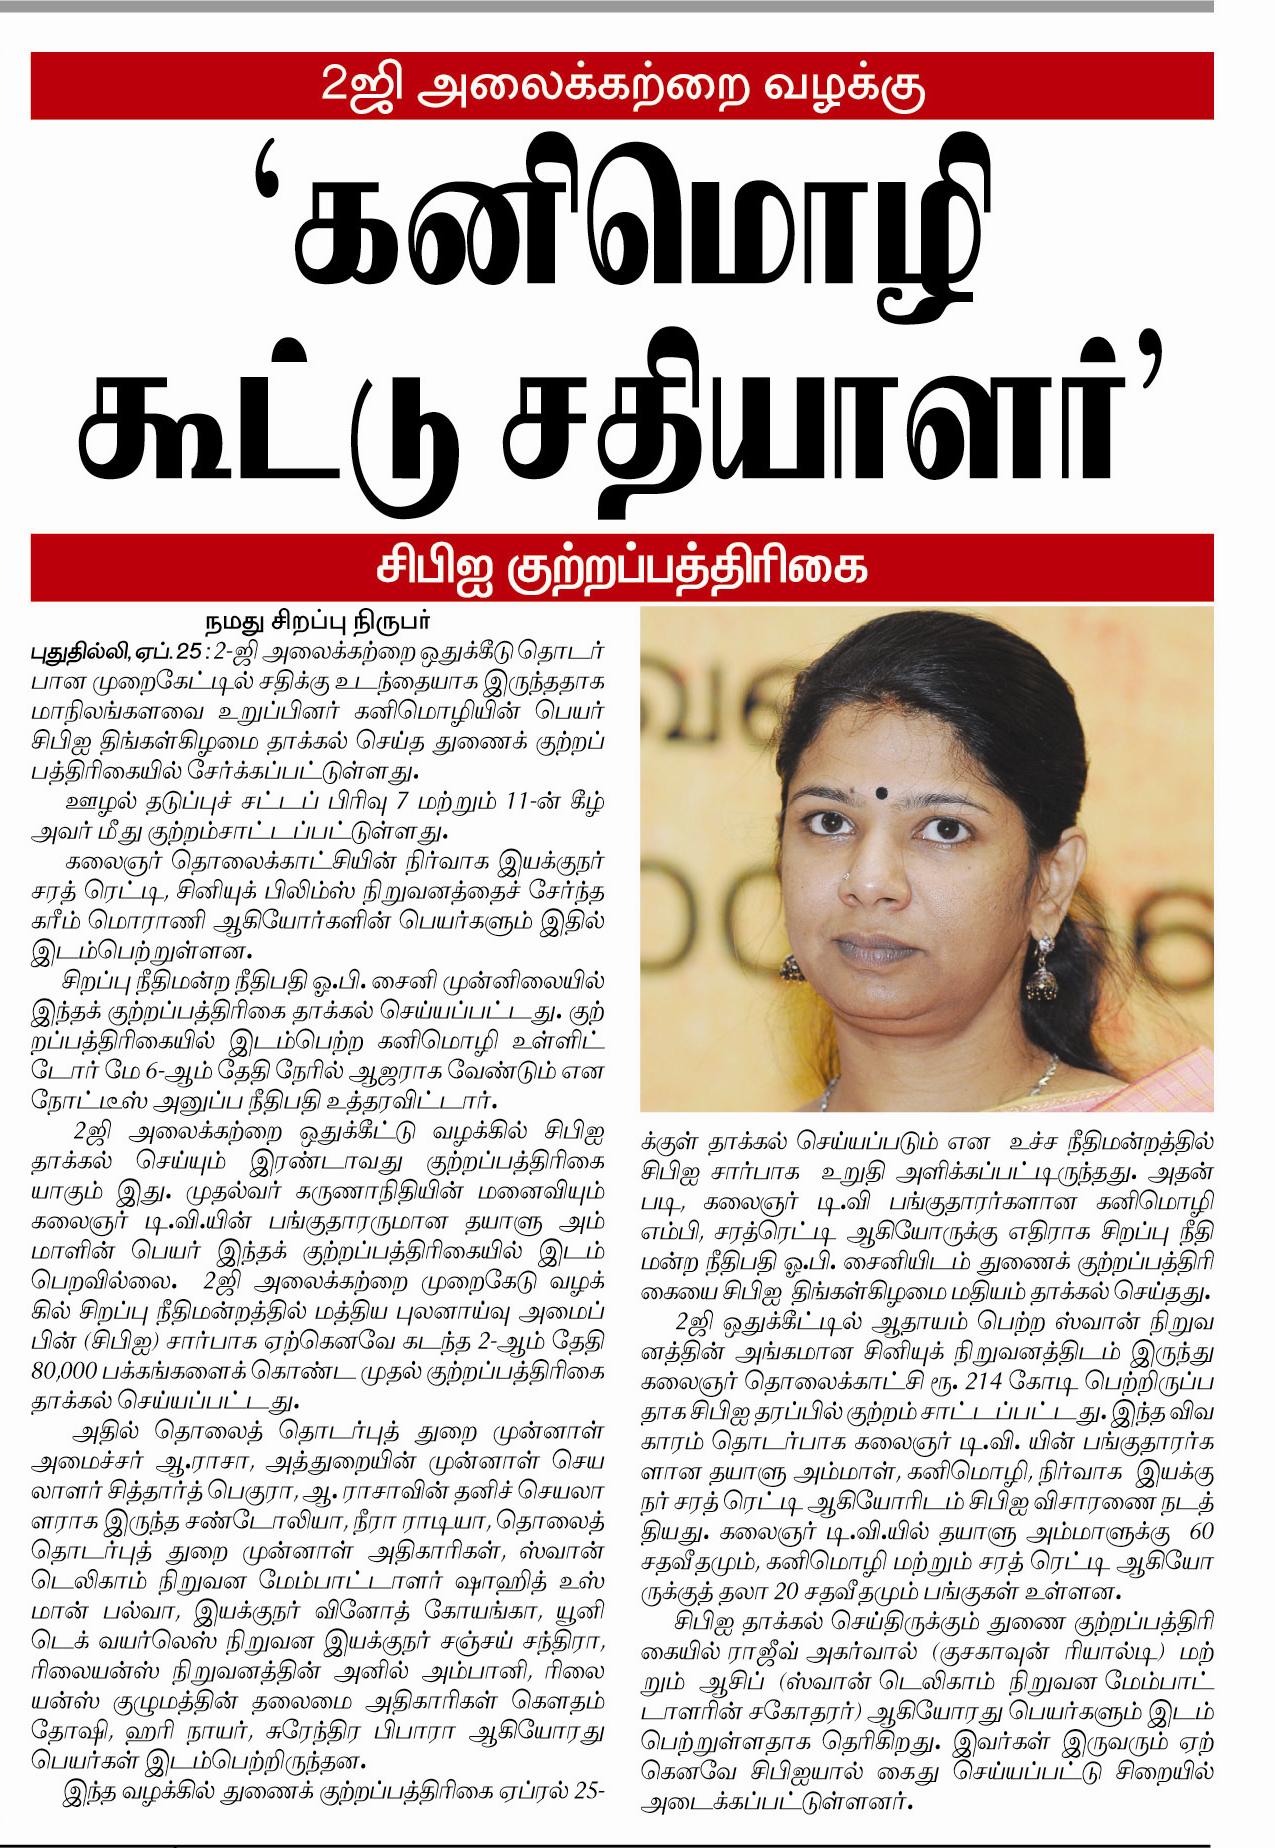 2ஜி அலைக்கற்றை வழக்கு
‘கனிமொழி
கூட்டு சதியாளர்’
சிபிஐ குற்றப்பத்திரிகை
நமது சிறப்பு நிருபர்
புதுதில்லி, ஏப். 25 : 2-ஜி அலைக்கற்றை ஒதுக்கீடு தொடர்
பான முறைகேட்டில் சதிக்கு உடந்தையாக இருந்ததாக
மாநிலங்களவை உறுப்பினர் கனிமொழியின் பெயர்
சிபிஐ திங்கள்கிழமை தாக்கல் செய்த துணைக் குற்றப்
பத்திரிகையில் சேர்க்கப்பட்டுள்ளது.
ஊழல் தடுப்புச் சட்டப் பிரிவு 7 மற்றும் 11-ன் கீழ்
அவர் மீது குற்றம்சாட்டப்பட்டுள்ளது.
கலைஞர் தொலைக்காட்சியின் நிர்வாக இயக்குநர்
சரத் ரெட்டி, சினியுக் பிலிம்ஸ் நிறுவனத்தைச் சேர்ந்த
கரீம் மொராணி ஆகியோர்களின் பெயர்களும் இதில்
இடம்பெற்றுள்ளன.
சிறப்பு நீதிமன்ற நீதிபதி ஓ.பி. சைனி முன்னிலையில்
இந்தக் குற்றப்பத்திரிகை தாக்கல் செய்யப்பட்டது. குற்
றப்பத்திரிகையில் இடம்பெற்ற கனிமொழி உள்ளிட்
டோர் மே 6-ஆம் தேதி நேரில் ஆஜராக வேண்டும் என
நோட்டீஸ் அனுப்ப நீதிபதி உத்தரவிட்டார்.
2ஜி அலைக்கற்றை ஒதுக்கீட்டு வழக்கில் சிபிஐ
தாக்கல் செய்யும் இரண்டாவது குற்றப்பத்திரிகை
யாகும் இது. முதல்வர் கருணாநிதியின் மனைவியும்
கலைஞர் டி.வி.யின் பங்குதாரருமான தயாளு அம்
மாளின் பெயர் இந்தக் குற்றப்பத்திரிகையில் இடம்
பெறவில்லை. 2ஜி அலைக்கற்றை முறைகேடு வழக்
கில் சிறப்பு நீதிமன்றத்தில் மத்திய புலனாய்வு அமைப்
பின் (சிபிஐ) சார்பாக ஏற்கெனவே கடந்த 2-ஆம் தேதி
80,000 பக்கங்களைக் கொண்ட முதல் குற்றப்பத்திரிகை
தாக்கல் செய்யப்பட்டது.
அதில் தொலைத் தொடர்புத் துறை முன்னாள்
அமைச்சர் ஆ.ராசா, அத்துறையின் முன்னாள் செய
லாளர் சித்தார்த் பெகுரா, ஆ. ராசாவின் தனிச் செயலா
ளராக இருந்த சண்டோலியா, நீரா ராடியா, தொலைத்
தொடர்புத் துறை முன்னாள் அதிகாரிகள், ஸ்வான்
டெலிகாம் நிறுவன மேம்பாட்டாளர் ஷாஹித் உஸ்
மான் பல்வா, இயக்குநர் வினோத் கோயங்கா, யூனி
டெக் வயர்லெஸ் நிறுவன இயக்குநர் சஞ்சய் சந்திரா,
ரிலையன்ஸ் நிறுவனத்தின் அனில் அம்பானி, ரிலை
யன்ஸ் குழுமத்தின் தலைமை அதிகாரிகள் கௌதம்
தோஷி, ஹரி நாயர், சுரேந்திர பிபாரா ஆகியோரது
பெயர்கள் இடம்பெற்றிருந்தன.
இந்த வழக்கில் துணைக் குற்றப்பத்திரிகை ஏப்ரல் 25-
க்குள் தாக்கல் செய்யப்படும் என உச்ச நீதிமன்றத்தில்
சிபிஐ சார்பாக உறுதி அளிக்கப்பட்டிருந்தது. அதன்
படி, கலைஞர் டி.வி பங்குதாரர்களான கனிமொழி
எம்பி, சரத்ரெட்டி ஆகியோருக்கு எதிராக சிறப்பு நீதி
மன்ற நீதிபதி ஓ.பி. சைனியிடம் துணைக் குற்றப்பத்திரி
கையை சிபிஐ திங்கள்கிழமை மதியம் தாக்கல் செய்தது.
2ஜி ஒதுக்கீட்டில் ஆதாயம் பெற்ற ஸ்வான் நிறுவ
னத்தின் அங்கமான சினியுக் நிறுவனத்திடம் இருந்து
கலைஞர் தொலைக்காட்சி ரூ. 214 கோடி பெற்றிருப்ப
தாக சிபிஐ தரப்பில் குற்றம் சாட்டப்பட்டது. இந்த விவ
காரம் தொடர்பாக கலைஞர் டி.வி. யின் பங்குதாரர்க
ளான தயாளு அம்மாள், கனிமொழி, நிர்வாக இயக்கு
நர் சரத் ரெட்டி ஆகியோரிடம் சிபிஐ விசாரணை நடத்
தியது. கலைஞர் டி.வி.யில் தயாளு அம்மாளுக்கு 60
சதவீதமும், கனிமொழி மற்றும் சரத் ரெட்டி ஆகியோ
ருக்குத் தலா 20 சதவீதமும் பங்குகள் உள்ளன.
சிபிஐ தாக்கல் செய்திருக்கும் துணை குற்றப்பத்திரி
கையில் ராஜீவ் அகர்வால் (குசகாவுன் ரியால்டி) மற்
றும் ஆசிப் (ஸ்வான் டெலிகாம் நிறுவன மேம்பாட்
டாளரின் சகோதரர்) ஆகியோரது பெயர்களும் இடம்
பெற்றுள்ளதாக தெரிகிறது. இவர்கள் இருவரும் ஏற்
கெனவே சிபிஐயால் கைது செய்யப்பட்டு சிறையில்
அடைக்கப்பட்டுள்ளனர்.